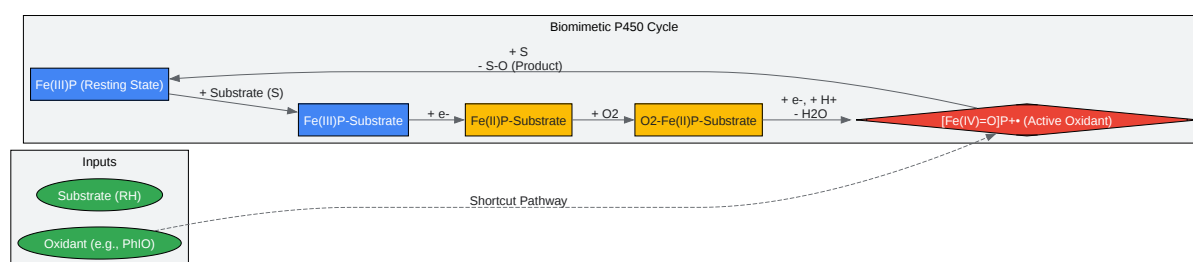 Biomimetic P450 Cycle
+ S
- S-O (Product)
Fe(III)P (Resting State)
+ Substrate (S)
Fe(III)P-Substrate
+ e-
Fe(II)P-Substrate
+ O2
O2-Fe(II)P-Substrate
+ e-, + H+
- H2O
[Fe(IV)=O]P+• (Active Oxidant)
Inputs
Substrate (RH)
Oxidant (e.g., PhIO)
Shortcut Pathway